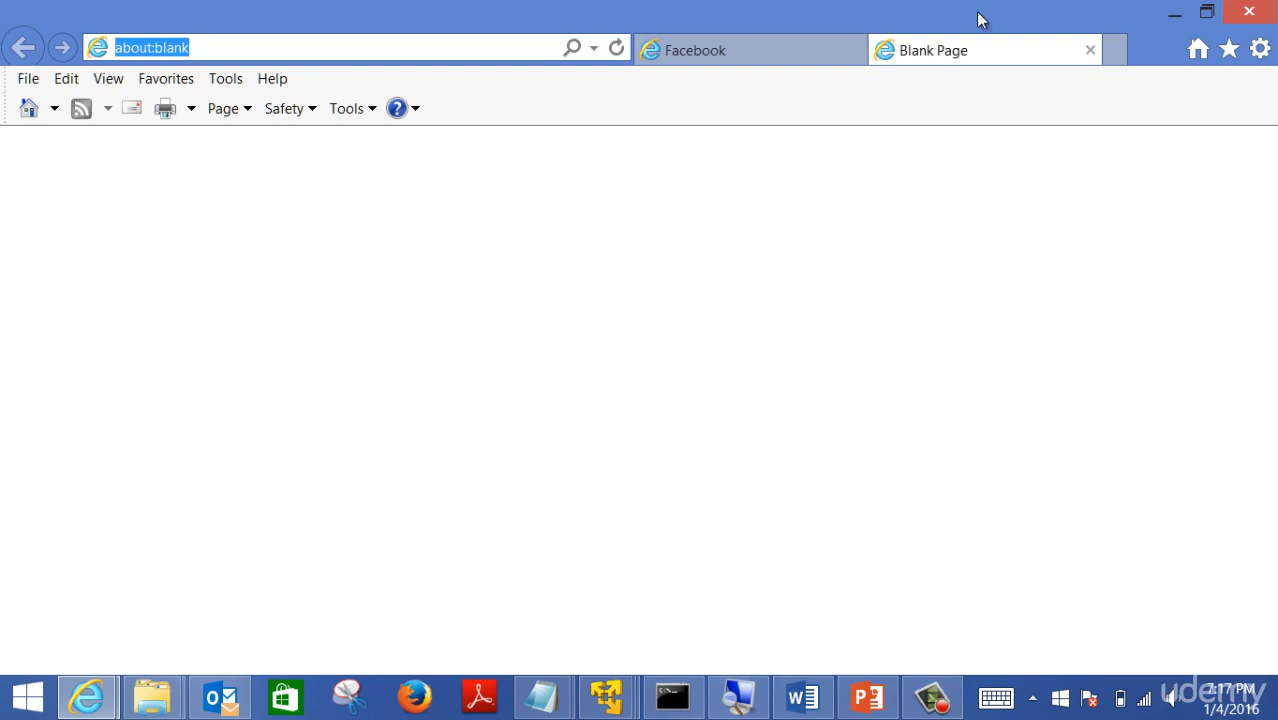 about:blank
Facebook
Blank Page
File Edit View Favorites Tools Help
Page Safety Tools
7:17 PM
1/4/2016
udemy